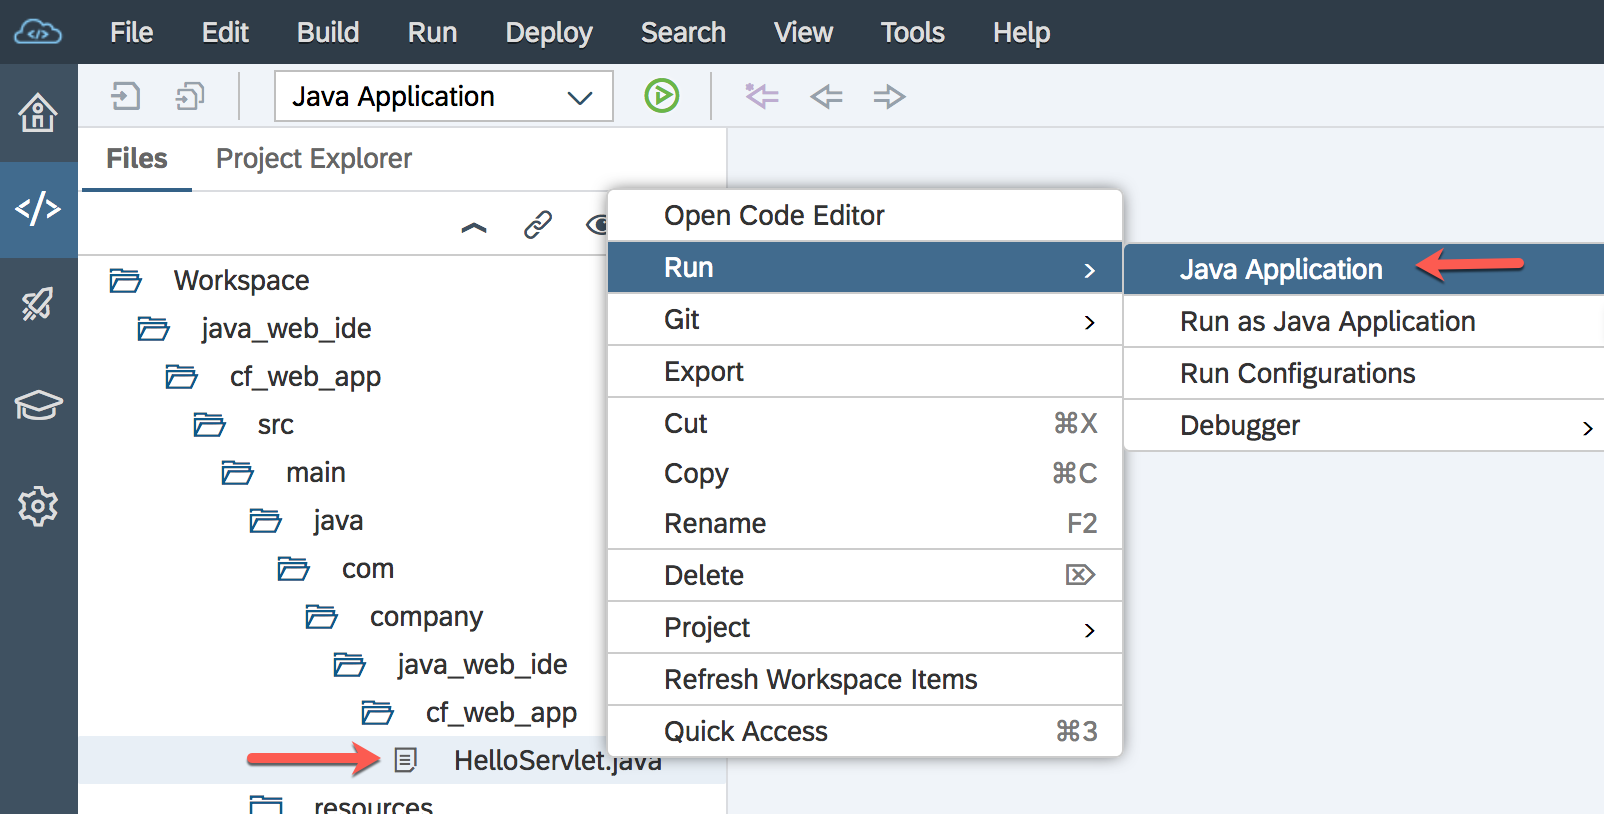 File Edit Build Run Deploy Search View Tools Help
Java Application
Files Project Explorer
Workspace
java_web_ide
cf_web_app
src
main
java
com
company
java_web_ide
cf_web_app
HelloServlet.java
resources
Open Code Editor
Run
Git
Export
Cut ⌘X
Copy ⌘C
Rename F2
Delete
Project
Refresh Workspace Items
Quick Access ⌘3
Java Application
Run as Java Application
Run Configurations
Debugger